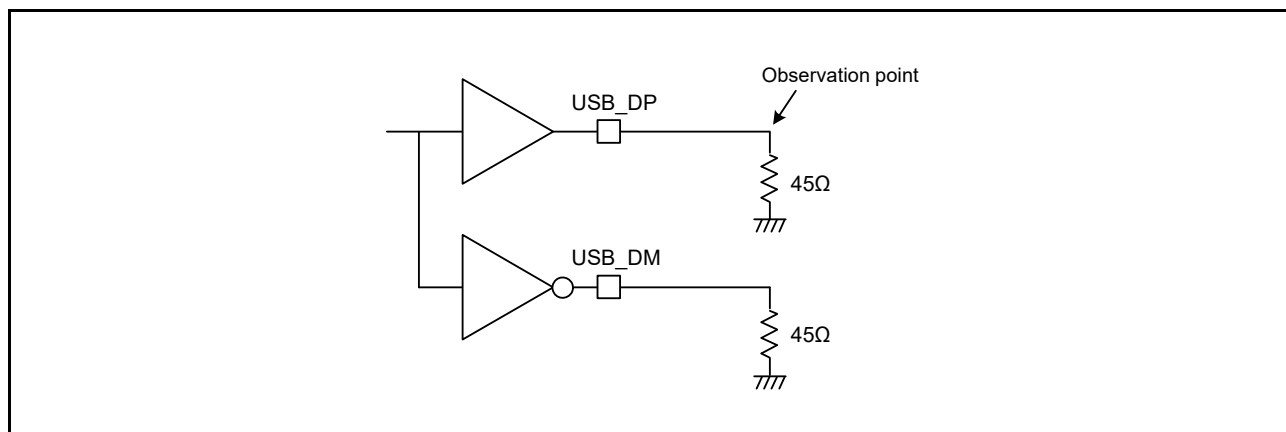 Observation point
USB_DP
45Ω
USB_DM
45Ω